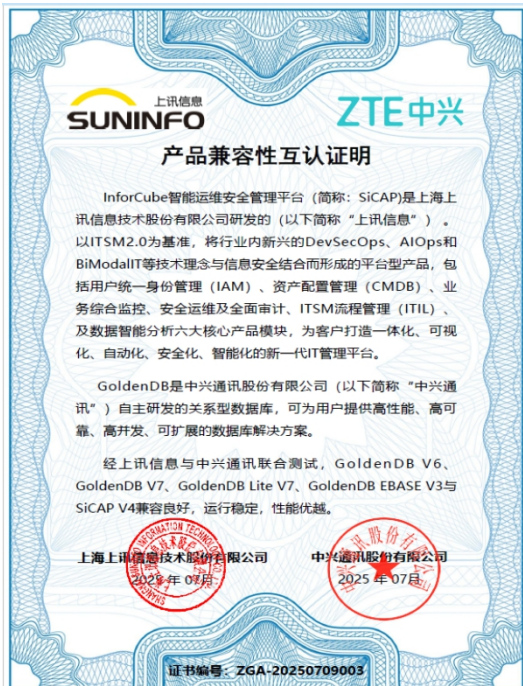 上讯信息
SUNINFO
ZTE中兴
产品兼容性互认证明
InforCube智能运维安全管理平台（简称：SiCAP)是上海上
讯信息技术股份有限公司研发的（以下简称“上讯信息”）。
以ITSM2.0为基准，将行业内新兴的DevSecOps、AIOps和
BiModalIT等技术理念与信息安全结合而形成的平台型产品，包
括用户统一身份管理（IAM）、资产配置管理（CMDB）、业
务综合监控、安全运维及全面审计、ITSM流程管理（ITIL）、
及数据智能分析六大核心产品模块，为客户打造一体化、可视
化、自动化、安全化、智能化的新一代IT管理平台。
GoldenDB是中兴通讯股份有限公司（以下简称“中兴通
讯”）自主研发的关系型数据库，可为用户提供高性能、高可
靠、高并发、可扩展的数据库解决方案。
经上讯信息与中兴通讯联合测试，GoldenDB V6、
GoldenDB V7、GoldenDB Lite V7、GoldenDB EBASE V3与
SiCAP V4兼容良好，运行稳定，性能优越。
上海上讯信息技术股份有限公司
2025 年 07月
中兴通讯股份有限公司
2025 年 07月
证书编号：ZGA-20250709003